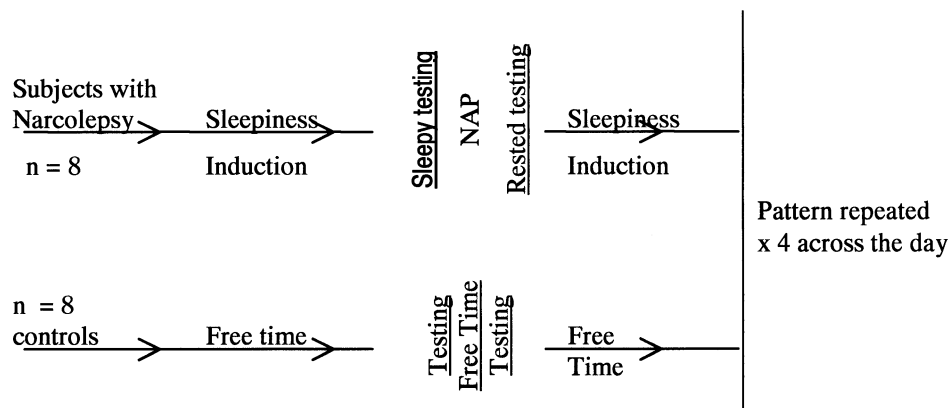 Subjects with
Narcolepsy
n = 8
Sleepiness
Induction
Sleepy testing
NAP
Rested testing
Sleepiness
Induction
Pattern repeated
x 4 across the day
n = 8
controls
Free time
Testing
Free Time
Testing
Free
Time